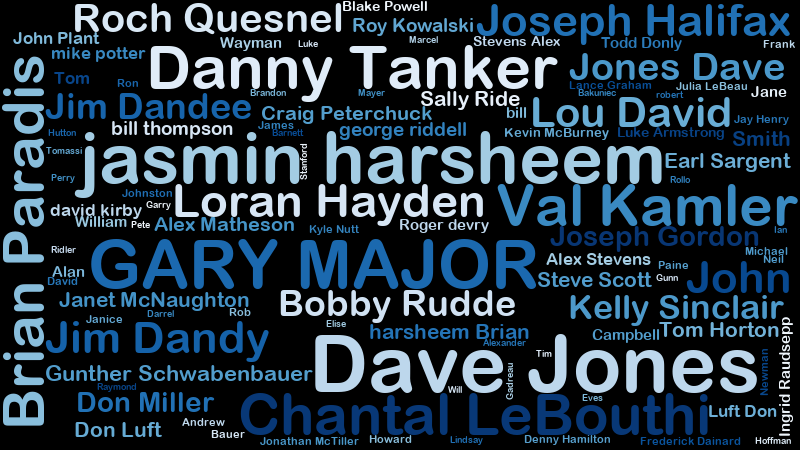 Blake Powell
Roch Quesnel
Roy Kowalski
Joseph Halifax
John Plant
Wayman
Luke
Marcel
Stevens Alex
Todd Donly
Frank
mike potter
Danny Tanker
Jones Dave
Tom
Ron
Brandon
Mayer
Sally Ride
Bakuniec
Lance Graham
robert
Julia LeBeau
Jane
Jim Dandee
Craig Peterchuck
bill
Lou David
Jay Henry
Hutton
bill thompson
James
Barnett
george riddell
Kevin McBurney
Luke Armstrong
Smith
Tomassi
jasmin harsheem
Stanford
Earl Sargent
Perry
Rollo
Johnston
Garry
Loran Hayden
Val Kamler
david kirby
William
Pete
Alex Matheson
Kyle Nutt
Roger devry
Ian
Joseph Gordon
Brian Paradis
Ridler
GARY MAJOR
Alex Stevens
Michael
Neil
Paine
Alan
David
Steve Scott
Gunn
John
Janet McNaughton
Darrel
Rob
Bobby Rudde
Kelly Sinclair
Janice
Elise
harsheem Brian
Alexander
Campbell
Tom Horton
Jim Dandy
Dave Jones
Tim
Gunther Schwabenbauer
Raymond
Will
Gadreau
Newman
Ingrid Raudsepp
Don Miller
Chantal LeBouthi
Eves
Luft Don
Don Luft
Andrew
Bauer
Jonathan McTiller
Howard
Lindsay
Denny Hamilton
Frederick Dainard
Hoffman